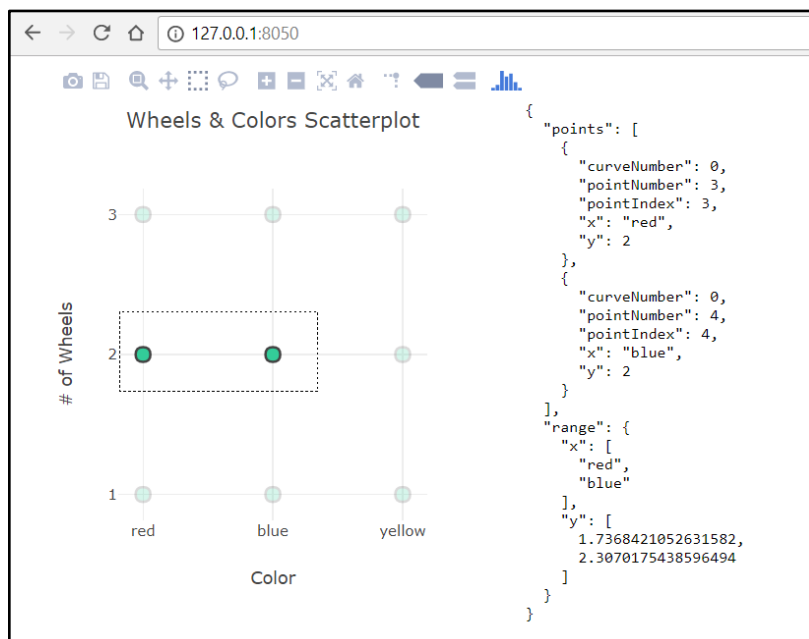 127.0.0.1:8050
Wheels & Colors Scatterplot
3
2
1
# of Wheels
red blue yellow
Color
{
  "points": [
    {
      "curveNumber": 0,
      "pointNumber": 3,
      "pointIndex": 3,
      "x": "red",
      "y": 2
    },
    {
      "curveNumber": 0,
      "pointNumber": 4,
      "pointIndex": 4,
      "x": "blue",
      "y": 2
    }
  ],
  "range": {
    "x": [
      "red",
      "blue"
    ],
    "y": [
      1.7368421052631582,
      2.3070175438596494
    ]
  }
}